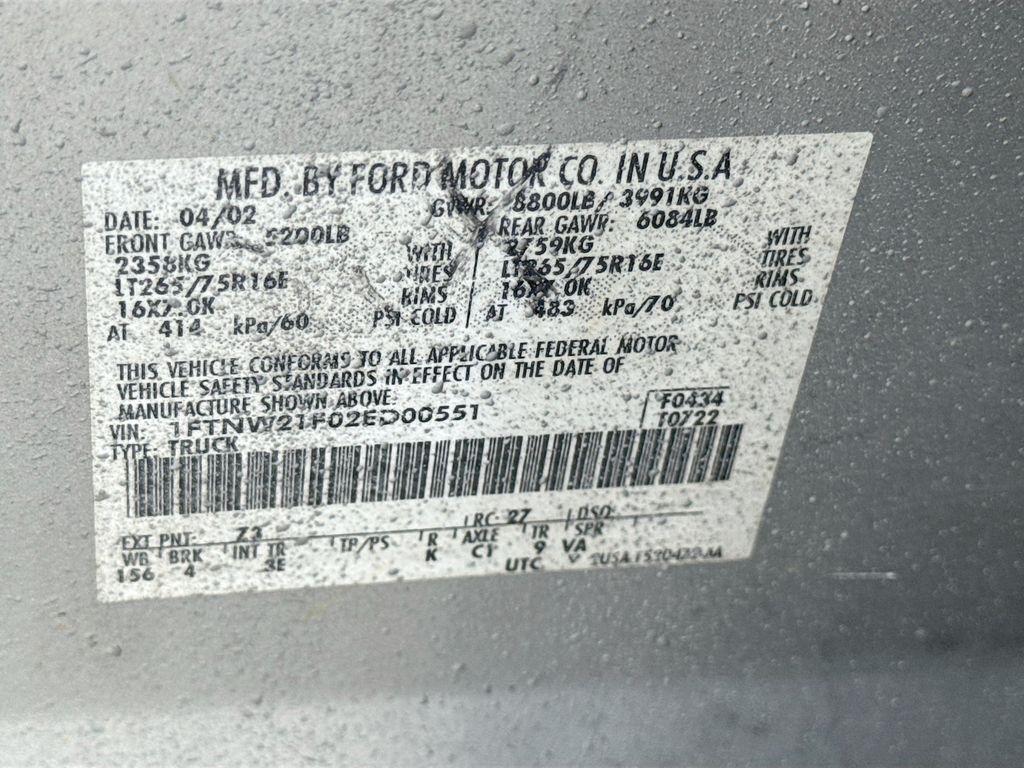 MFD. BY FORD MOTOR CO. IN U.S.A
DATE: 04/02 GVWR: 8800LB / 3991KG
FRONT GAWR: 5200LB REAR GAWR: 6084LB
2358KG WITH 2759KG WITH
LT265/75R16E TIRES LT265/75R16E TIRES
16X7.0K RIMS 16X7.0K RIMS
AT 414 kPa/60 PSI COLD AT 483 kPa/70 PSI COLD
THIS VEHICLE CONFORMS TO ALL APPLICABLE FEDERAL MOTOR
VEHICLE SAFETY STANDARDS IN EFFECT ON THE DATE OF
MANUFACTURE SHOWN ABOVE.
VIN: 1FTNW21F02ED00551 F0434
TYPE: TRUCK T0722
EXT PNT: Z3 RC: 27 DSO:
WB BRK INT TR TP/PS R AXLE TR SPR
156 4 3E K C1 9 VA
UTC